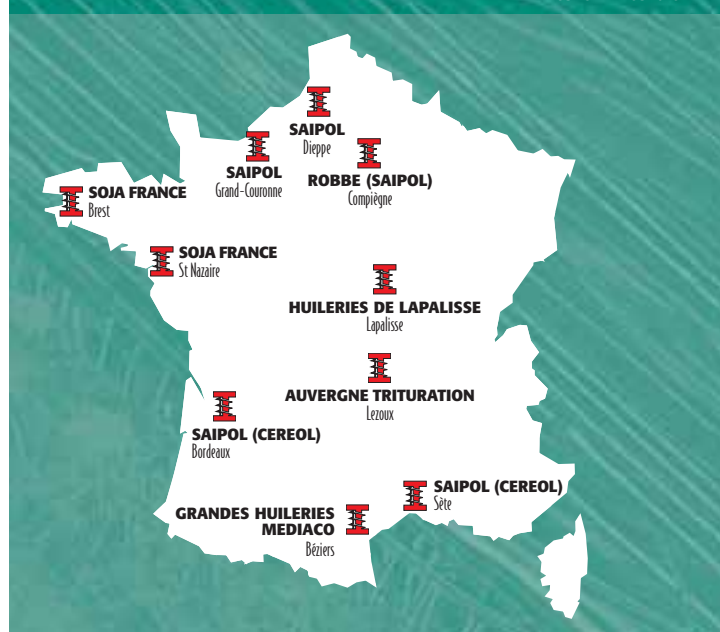 SAIPOL
Dieppe
SAIPOL
Grand-Couronne
ROBBE (SAIPOL)
Compiègne
SOJA FRANCE
Brest
SOJA FRANCE
St Nazaire
HUILERIES DE LAPALISSE
Lapalisse
AUVERGNE TRITURATION
Lezoux
SAIPOL (CEREOL)
Bordeaux
SAIPOL (CEREOL)
Sète
GRANDES HUILERIES
MEDIACO
Béziers